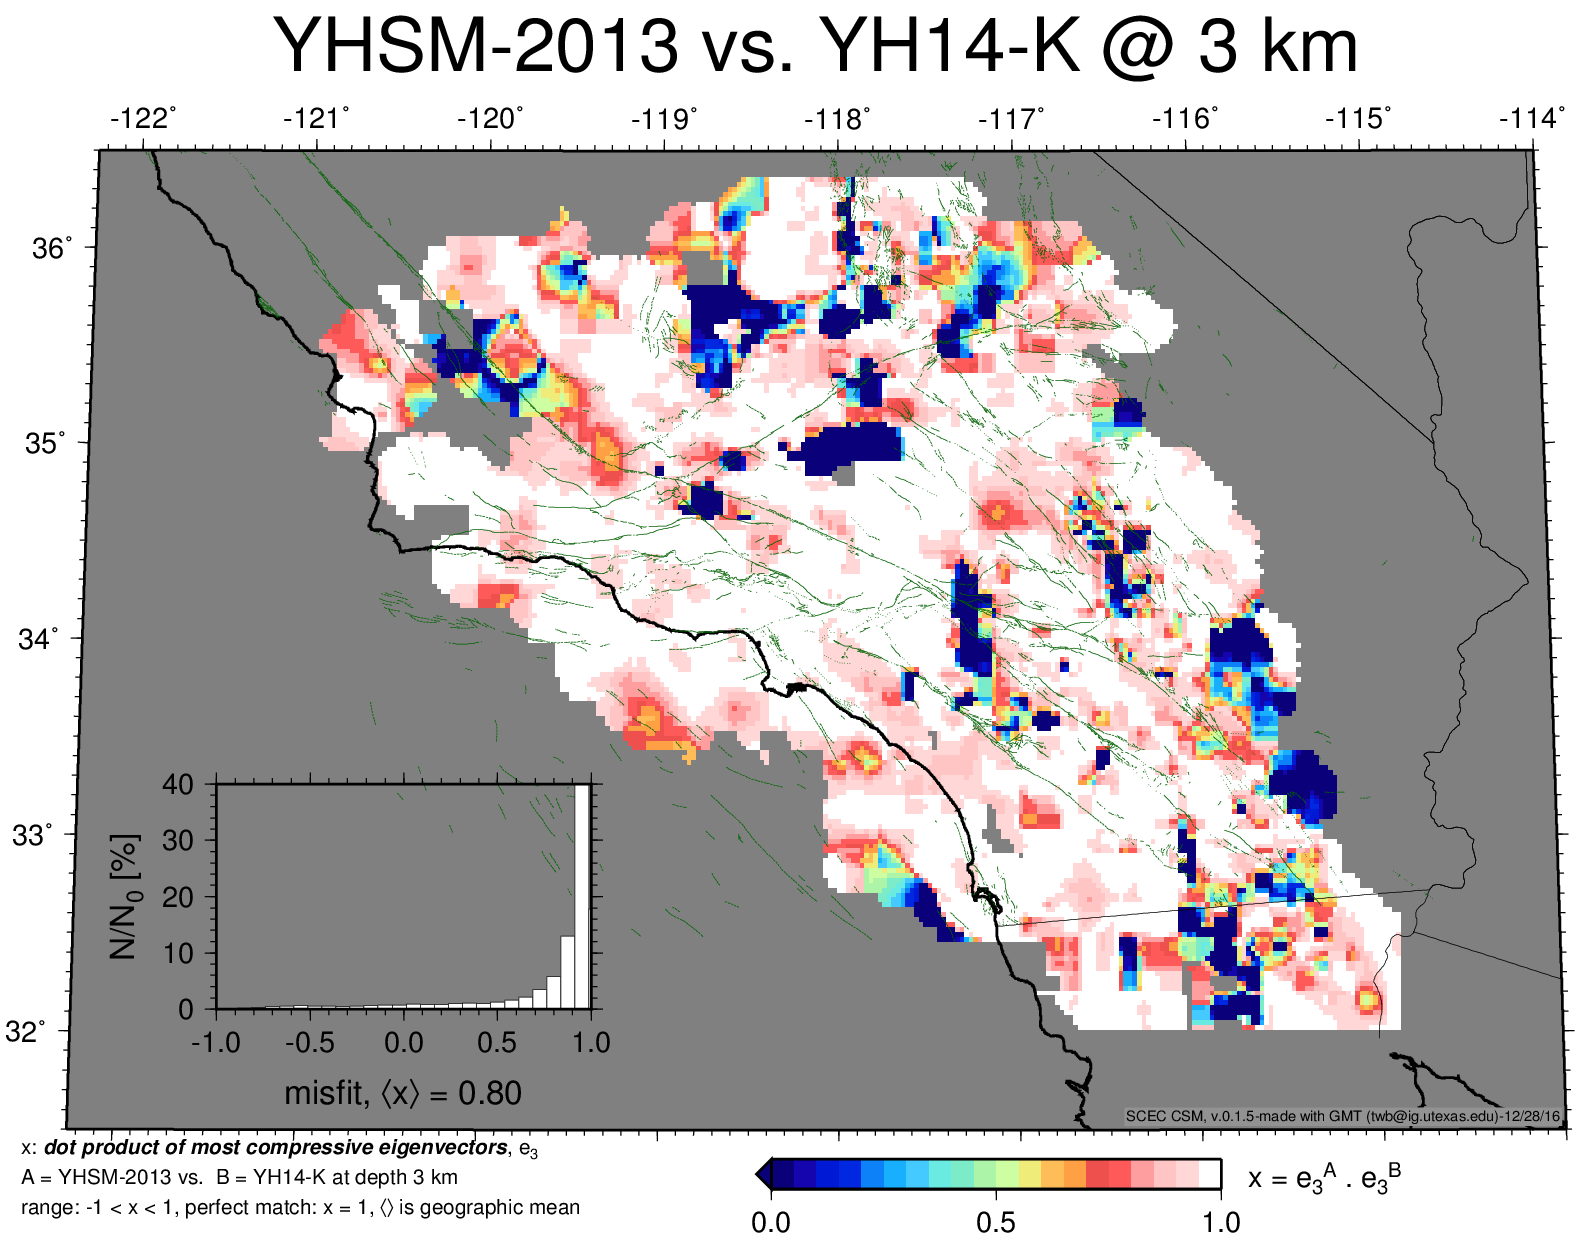 YHSM-2013 vs. YH14-K @ 3 km
-122˚ -121˚ -120˚ -119˚ -118˚ -117˚ -116˚ -115˚ -114˚
36˚
35˚
34˚
33˚
32˚
40
30
20
10
0
N/N0 [%]
-1.0 -0.5 0.0 0.5 1.0
misfit, ⟨x⟩ = 0.80
SCEC CSM, v.0.1.5-made with GMT (twb@ig.utexas.edu)-12/28/16
x: dot product of most compressive eigenvectors, e3
A = YHSM-2013 vs. B = YH14-K at depth 3 km
range: -1 < x < 1, perfect match: x = 1, ⟨⟩ is geographic mean
0.0 0.5 1.0
x = e3A . e3B